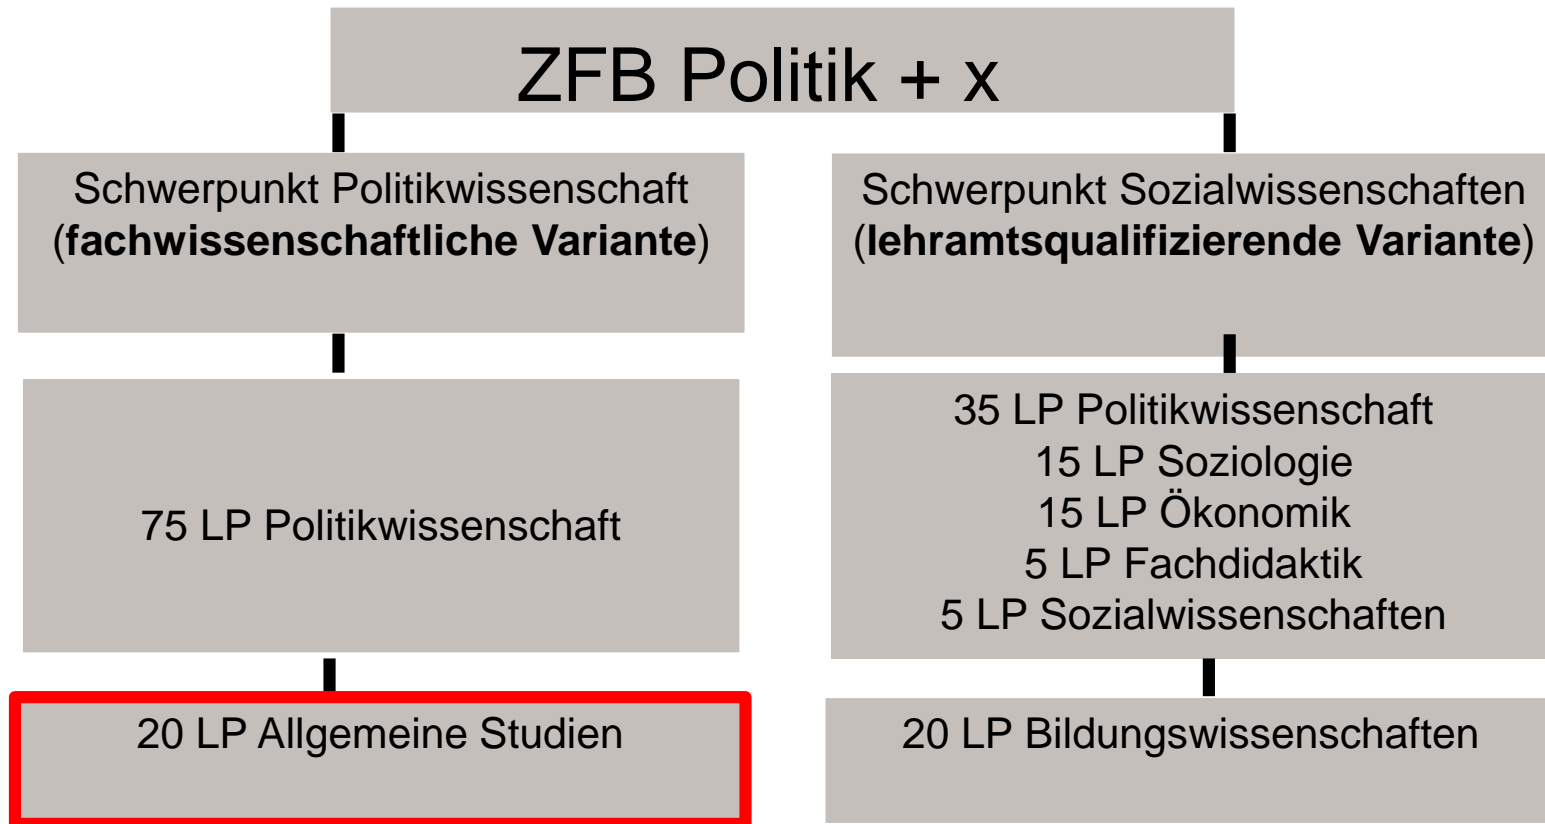 ZFB Politik + x
Schwerpunkt Politikwissenschaft
(fachwissenschaftliche Variante)
Schwerpunkt Sozialwissenschaften
(lehramtsqualifizierende Variante)
75 LP Politikwissenschaft
35 LP Politikwissenschaft
15 LP Soziologie
15 LP Ökonomik
5 LP Fachdidaktik
5 LP Sozialwissenschaften
20 LP Allgemeine Studien
20 LP Bildungswissenschaften